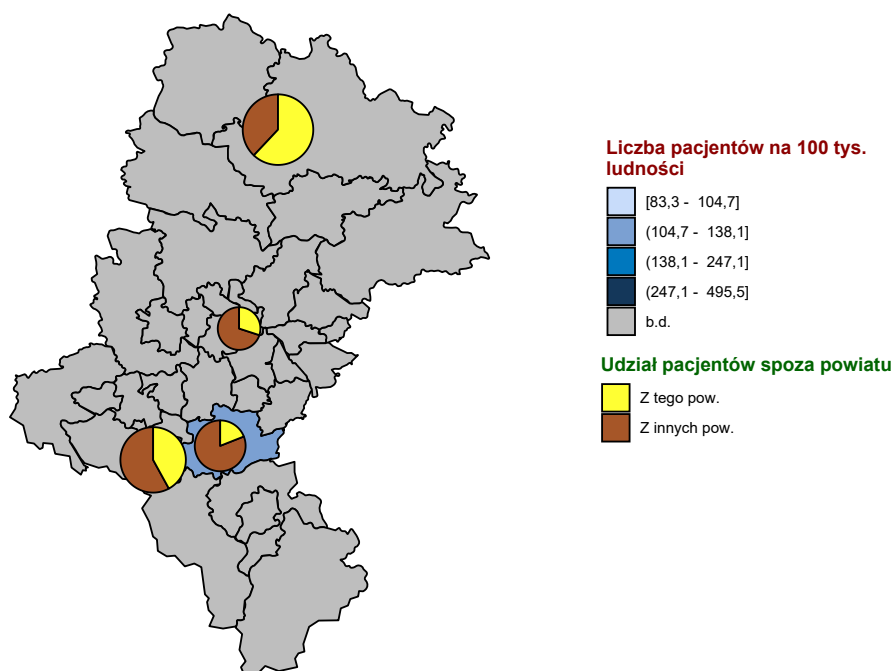 Liczba pacjentów na 100 tys.
ludności
[83,3 - 104,7]
(104,7 - 138,1]
(138,1 - 247,1]
(247,1 - 495,5]
b.d.
Udział pacjentów spoza powiatu
Z tego pow.
Z innych pow.